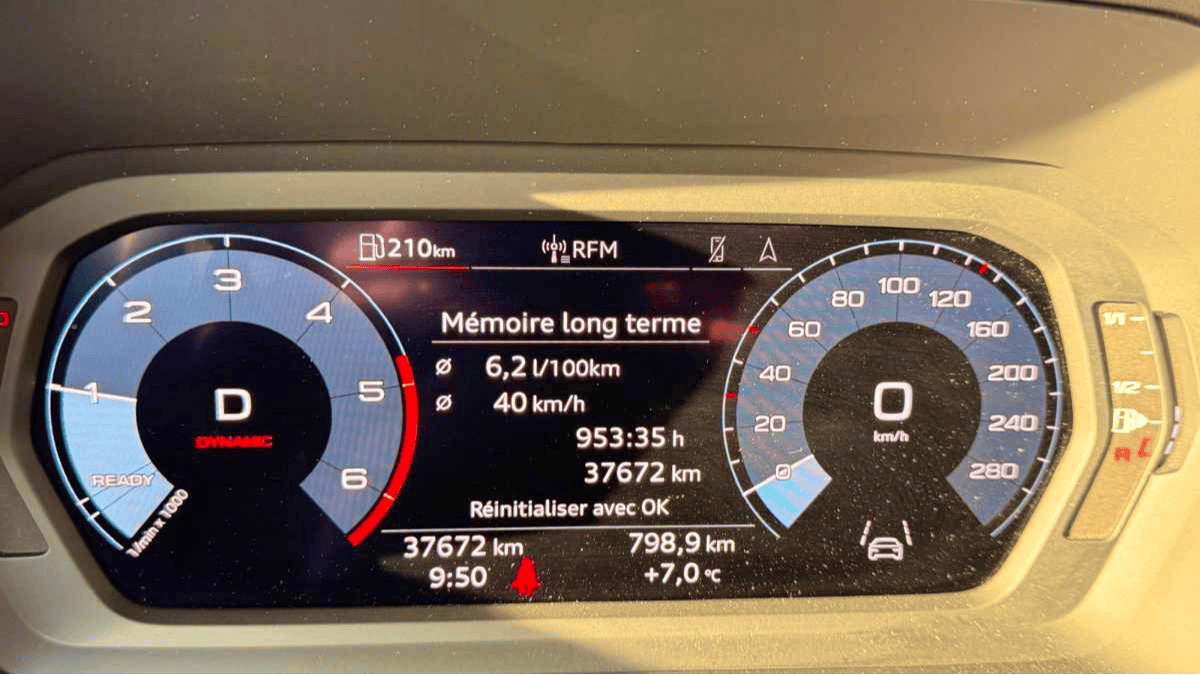 210km
RFM
3
2
4
1
5
6
D
DYNAMIC
READY
1/min x 1000
Mémoire long terme
ø 6,2 l/100km
ø 40 km/h
953:35 h
37672 km
Réinitialiser avec OK
37672 km
798,9 km
9:50
+7,0 °C
100
80
120
60
160
40
200
20
240
0
280
0
km/h
1/1
1/2
R